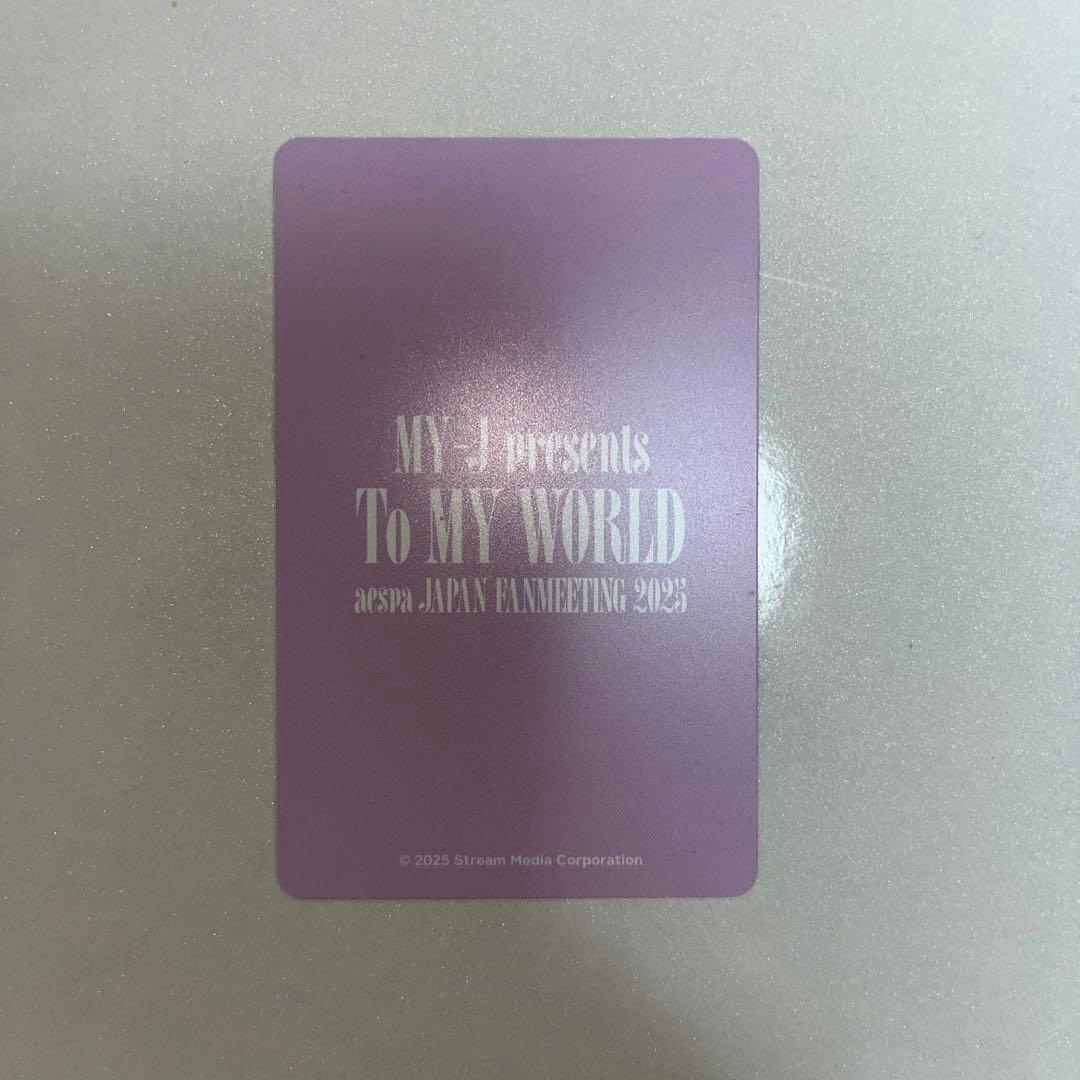 MY-J presents
To MY WORLD
aespa JAPAN FANMEETING 2025
© 2025 Stream Media Corporation